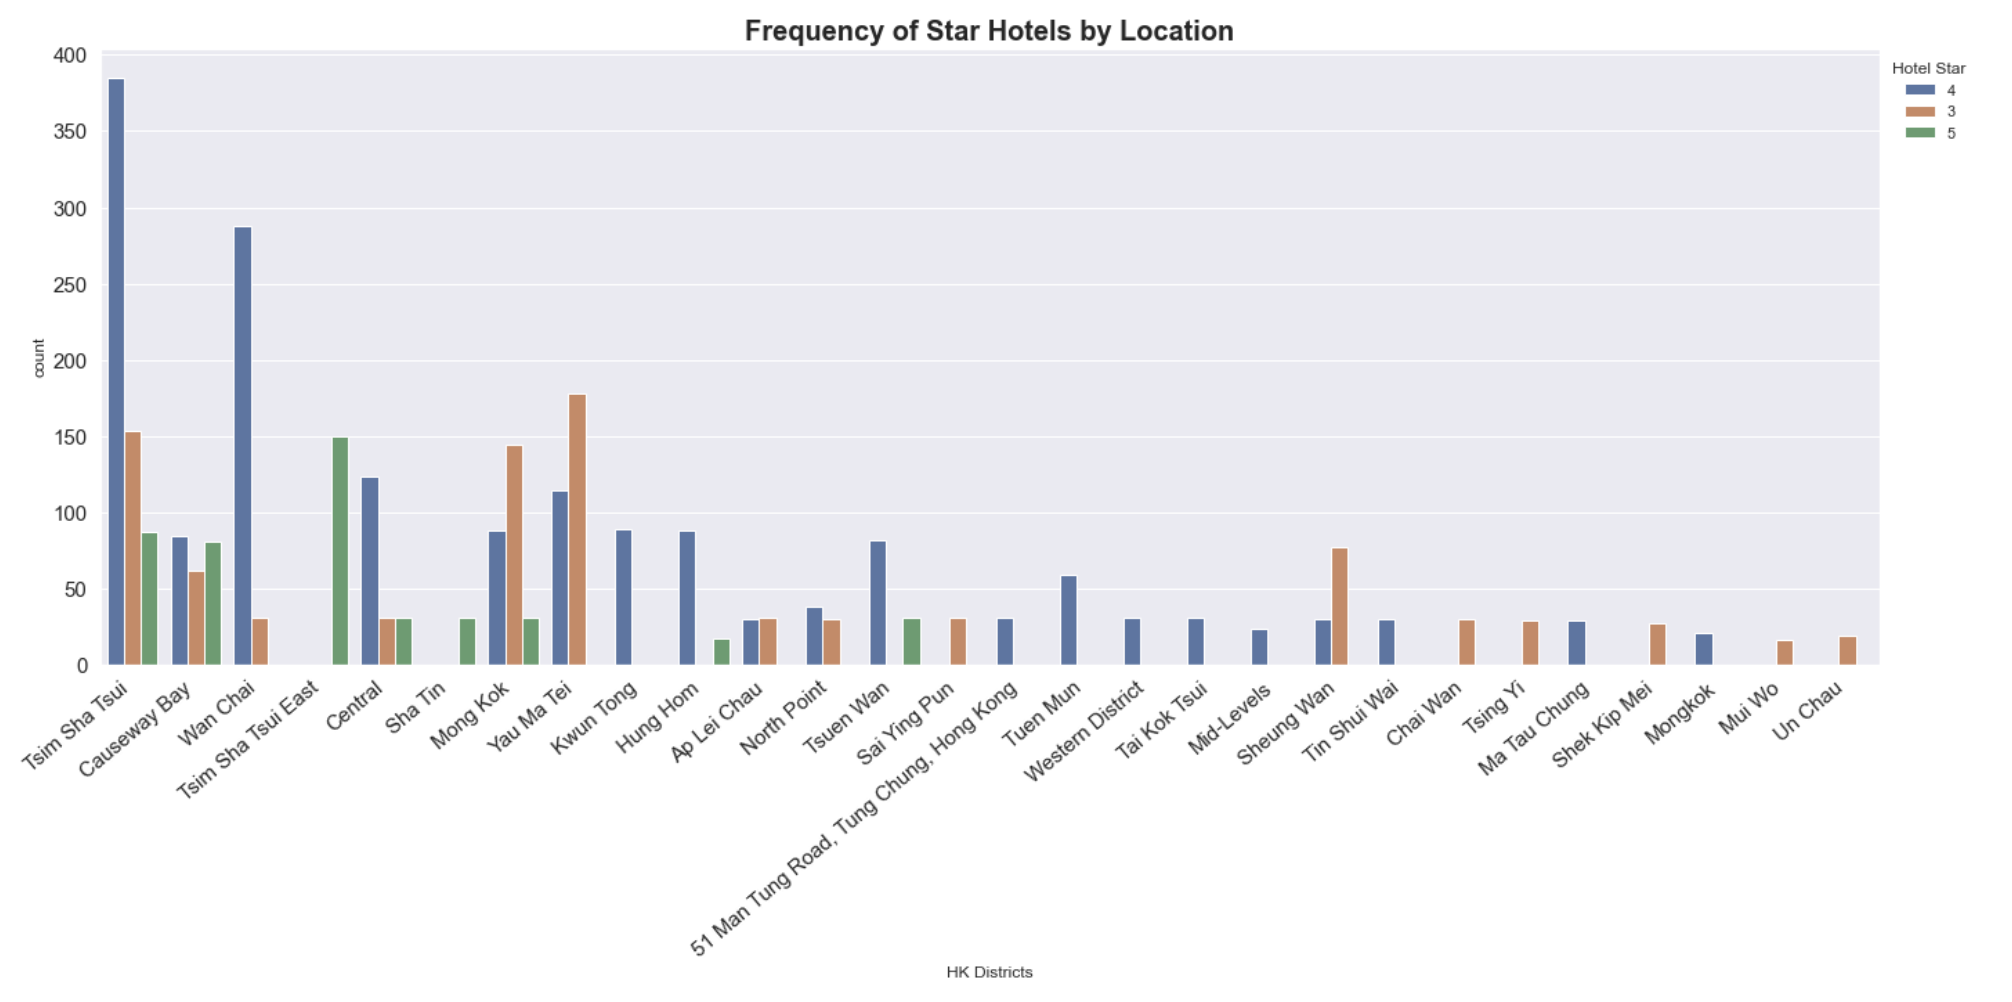 Frequency of Star Hotels by Location
400
350
300
250
200
150
100
50
0
count
Hotel Star
4
3
5
Tsim Sha Tsui
Causeway Bay
Wan Chai
Tsim Sha Tsui East
Central
Sha Tin
Mong Kok
Yau Ma Tei
Kwun Tong
Hung Hom
Ap Lei Chau
North Point
Tsuen Wan
Sai Ying Pun
51 Man Tung Road, Tung Chung, Hong Kong
Tuen Mun
Western District
Tai Kok Tsui
Mid-Levels
Sheung Wan
Tin Shui Wai
Chai Wan
Tsing Yi
Ma Tau Chung
Shek Kip Mei
Mongkok
Mui Wo
Un Chau
HK Districts